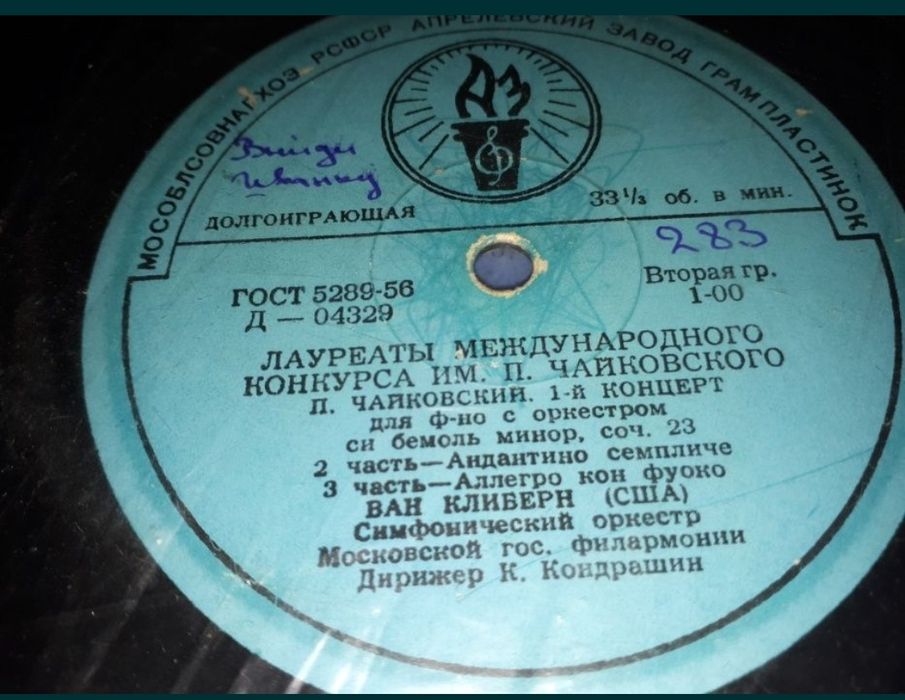 МОСОБЛСОВНАРХОЗ РСФСР АПРЕЛЕВСКИЙ ЗАВОД ГРАМПЛАСТИНОК
АЗ
ДОЛГОИГРАЮЩАЯ
33⅓ об. в мин.
283
ГОСТ 5289-56
Д — 04329
Вторая гр.
1-00
ЛАУРЕАТЫ МЕЖДУНАРОДНОГО
КОНКУРСА ИМ. П. ЧАЙКОВСКОГО
П. ЧАЙКОВСКИЙ. 1-й КОНЦЕРТ
для ф-но с оркестром
си бемоль минор, соч. 23
2 часть—Андантино семпличе
3 часть—Аллегро кон фуоко
ВАН КЛИБЕРН (США)
Симфонический оркестр
Московской гос. филармонии
Дирижер К. Кондрашин